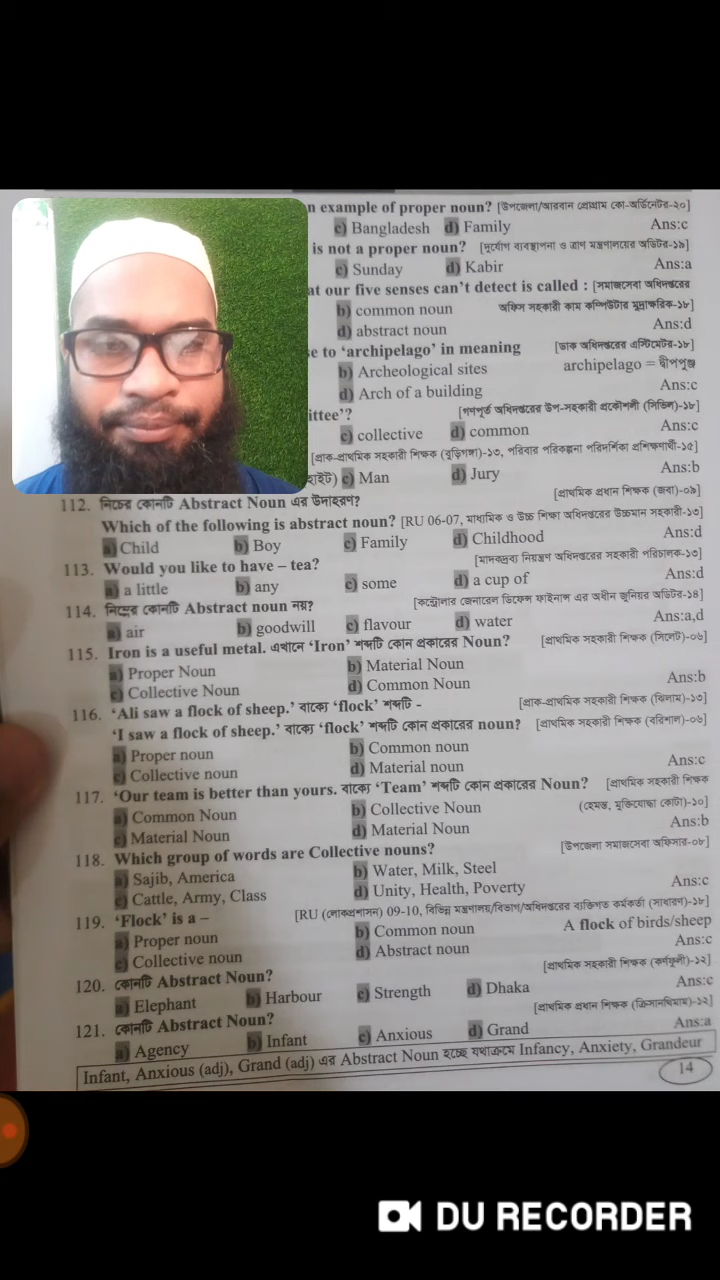 n example of proper noun? [উপজেলা/আরবান প্রোগ্রাম কো-অর্ডিনেটর-২০]
c) Bangladesh d) Family Ans:c
is not a proper noun? [দুর্যোগ ব্যবস্থাপনা ও ত্রাণ মন্ত্রণালয়ের অডিটর-১৯]
c) Sunday d) Kabir Ans:a
at our five senses can't detect is called : [সমাজসেবা অধিদপ্তরের
b) common noun অফিস সহকারী কাম কম্পিউটার মুদ্রাক্ষরিক-১৮]
d) abstract noun Ans:d
se to 'archipelago' in meaning [ডাক অধিদপ্তরের এস্টিমেটর-১৮]
b) Archeological sites archipelago = দ্বীপপুঞ্জ
d) Arch of a building Ans:c
ittee'? [গণপূর্ত অধিদপ্তরের উপ-সহকারী প্রকৌশলী (সিভিল)-১৮]
c) collective d) common Ans:c
[প্রাক-প্রাথমিক সহকারী শিক্ষক (বুড়িগঙ্গা)-১৩, পরিবার পরিকল্পনা পরিদর্শিকা প্রশিক্ষণার্থী-১৫]
হাইট) c) Man d) Jury Ans:b
112. নিচের কোনটি Abstract Noun এর উদাহরণ? [প্রাথমিক প্রধান শিক্ষক (জবা)-০৯]
Which of the following is abstract noun? [RU 06-07, মাধ্যমিক ও উচ্চ শিক্ষা অধিদপ্তরের উচ্চমান সহকারী-১৩]
a) Child b) Boy c) Family d) Childhood Ans:d
113. Would you like to have – tea? [মাদকদ্রব্য নিয়ন্ত্রণ অধিদপ্তরের সহকারী পরিচালক-১৩]
a) a little b) any c) some d) a cup of Ans:d
114. নিম্নের কোনটি Abstract noun নয়? [কন্ট্রোলার জেনারেল ডিফেন্স ফাইনান্স এর অধীন জুনিয়র অডিটর-১৪]
a) air b) goodwill c) flavour d) water Ans:a,d
115. Iron is a useful metal. এখানে 'Iron' শব্দটি কোন প্রকারের Noun? [প্রাথমিক সহকারী শিক্ষক (সিলেট)-০৬]
a) Proper Noun b) Material Noun
c) Collective Noun d) Common Noun Ans:b
116. 'Ali saw a flock of sheep.' বাক্যে 'flock' শব্দটি - [প্রাক-প্রাথমিক সহকারী শিক্ষক (ঝিলাম)-১৩]
'I saw a flock of sheep.' বাক্যে 'flock' শব্দটি কোন প্রকারের noun? [প্রাথমিক সহকারী শিক্ষক (বরিশাল)-০৬]
a) Proper noun b) Common noun
c) Collective noun d) Material noun Ans:c
117. 'Our team is better than yours. বাক্যে 'Team' শব্দটি কোন প্রকারের Noun? [প্রাথমিক সহকারী শিক্ষক
a) Common Noun b) Collective Noun (হেমন্ত, মুক্তিযোদ্ধা কোটা)-১০]
c) Material Noun d) Material Noun Ans:b
118. Which group of words are Collective nouns? [উপজেলা সমাজসেবা অফিসার-০৮]
a) Sajib, America b) Water, Milk, Steel
c) Cattle, Army, Class d) Unity, Health, Poverty Ans:c
119. 'Flock' is a – [RU (লোকপ্রশাসন) 09-10, বিভিন্ন মন্ত্রণালয়/বিভাগ/অধিদপ্তরের ব্যক্তিগত কর্মকর্তা (সাধারণ)-১৮]
a) Proper noun b) Common noun A flock of birds/sheep
c) Collective noun d) Abstract noun Ans:c
120. কোনটি Abstract Noun? [প্রাথমিক সহকারী শিক্ষক (কর্ণফুলী)-১২]
a) Elephant b) Harbour c) Strength d) Dhaka Ans:c
121. কোনটি Abstract Noun? [প্রাথমিক প্রধান শিক্ষক (ক্রিসানথিমাম)-১২]
a) Agency b) Infant c) Anxious d) Grand Ans:a
Infant, Anxious (adj), Grand (adj) এর Abstract Noun হচ্ছে যথাক্রমে Infancy, Anxiety, Grandeur
14
DU RECORDER